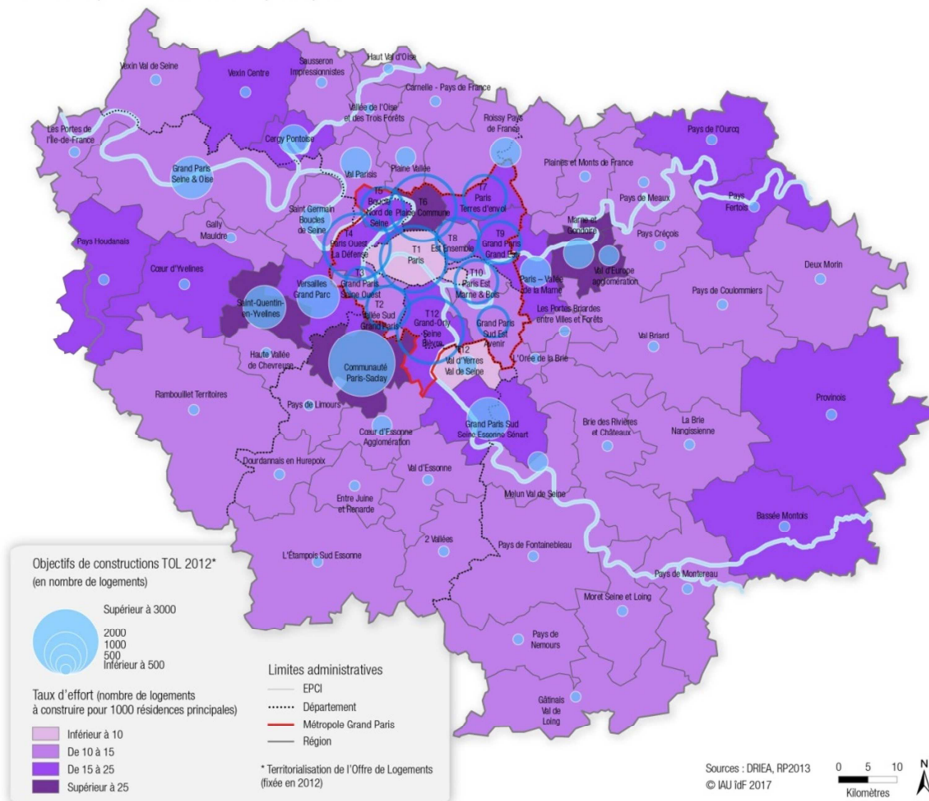 Vexin Val de Seine
Vexin Centre
Sausseron
Impressionnistes
Haut Val d'Oise
Carnelle - Pays de France
Vallée de l'Oise
et des Trois Forêts
Roissy Pays
de France
Les Portes de
l'Île-de-France
Cergy Pontoise
Grand Paris
Seine & Oise
Val Parisis
Plaine Vallée
Pays de l'Ourcq
Plaines et Monts de France
Pays de Meaux
Pays
Fertois
Saint Germain
Boucles
de Seine
Gally
Mauldre
T5
Boucle
Nord de
Seine
T6
Plaine Commune
T7
Paris
Terres d'envol
T4
Paris Ouest
La Défense
T8
Est Ensemble
T9
Grand Paris
Grand Est
T1
Paris
Marne et
Gondoire
Val d'Europe
agglomération
Pays Créçois
Pays Houdanais
Cœur d'Yvelines
Deux Morin
T3
Grand Paris
Seine Ouest
T10
Paris Est
Marne & Bois
Paris – Vallée
de la Marne
Versailles
Grand Parc
Saint-Quentin-
en-Yvelines
T2
Vallée Sud
Grand Paris
T12
Grand-Orly
Seine
Bièvre
Grand Paris
Sud Est
Avenir
Les Portes Briardes
entre Villes et Forêts
Pays de Coulommiers
Val Briard
Haute Vallée
de Chevreuse
T12
Val d'Yerres
Val de Seine
L'Orée de la Brie
Communauté
Paris-Saclay
Rambouillet Territoires
Pays de Limours
Provinois
Cœur d'Essonne
Agglomération
Grand Paris Sud
Seine Essonne Sénart
Brie des Rivières
et Châteaux
La Brie
Nangissienne
Dourdannais en Hurepoix
Val d'Essonne
Entre Juine
et Renarde
Melun Val de Seine
Bassée Montois
L'Étampois Sud Essonne
2 Vallées
Pays de Fontainebleau
Pays de Montereau
Moret Seine et Loing
Pays de
Nemours
Gâtinais
Val de
Loing
Objectifs de constructions TOL 2012*
(en nombre de logements)
Supérieur à 3000
2000
1000
500
Inférieur à 500
Taux d'effort (nombre de logements
à construire pour 1000 résidences principales)
Inférieur à 10
De 10 à 15
De 15 à 25
Supérieur à 25
Limites administratives
EPCI
Département
Métropole Grand Paris
Région
* Territorialisation de l'Offre de Logements
(fixée en 2012)
Sources : DRIEA, RP2013
© IAU îdF 2017
0 5 10
Kilomètres
N